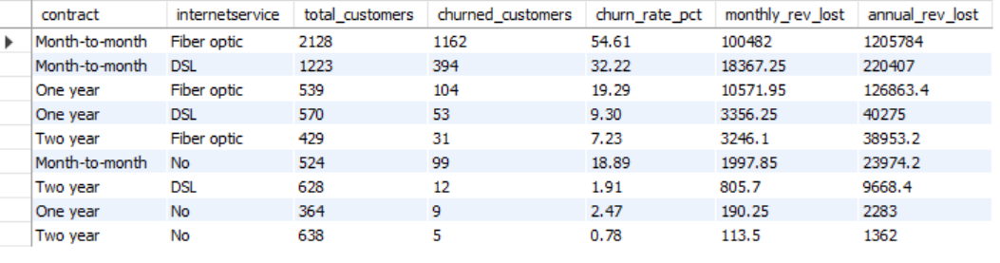 contract internetservice total_customers churned_customers churn_rate_pct monthly_rev_lost annual_rev_lost
Month-to-month Fiber optic 2128 1162 54.61 100482 1205784
Month-to-month DSL 1223 394 32.22 18367.25 220407
One year Fiber optic 539 104 19.29 10571.95 126863.4
One year DSL 570 53 9.30 3356.25 40275
Two year Fiber optic 429 31 7.23 3246.1 38953.2
Month-to-month No 524 99 18.89 1997.85 23974.2
Two year DSL 628 12 1.91 805.7 9668.4
One year No 364 9 2.47 190.25 2283
Two year No 638 5 0.78 113.5 1362